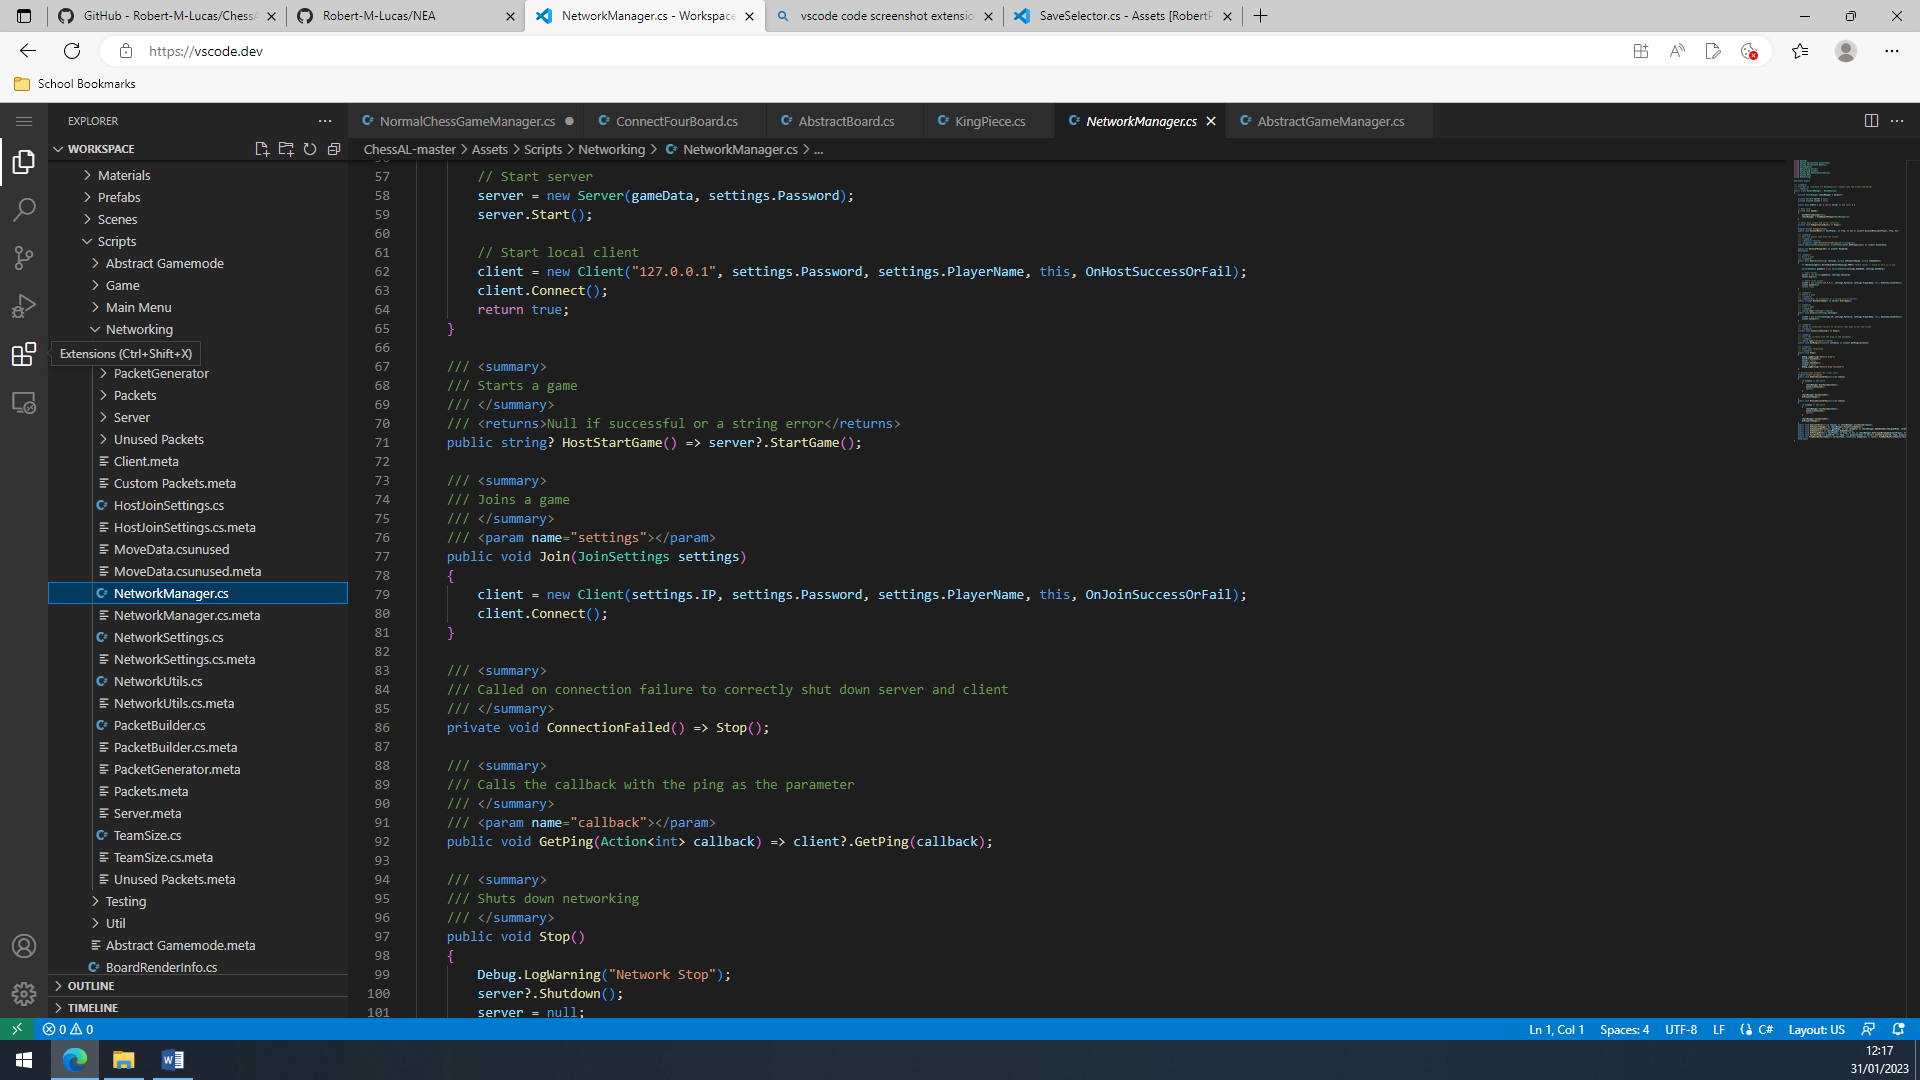 GitHub - Robert-M-Lucas/Chess
Robert-M-Lucas/NEA
NetworkManager.cs - Workspace
vscode code screenshot extensio
SaveSelector.cs - Assets [RobertP
https://vscode.dev
School Bookmarks
EXPLORER
WORKSPACE
Materials
Prefabs
Scenes
Scripts
Abstract Gamemode
Game
Main Menu
Networking
Extensions (Ctrl+Shift+X)
PacketGenerator
Packets
Server
Unused Packets
Client.meta
Custom Packets.meta
HostJoinSettings.cs
HostJoinSettings.cs.meta
MoveData.csunused
MoveData.csunused.meta
NetworkManager.cs
NetworkManager.cs.meta
NetworkSettings.cs
NetworkSettings.cs.meta
NetworkUtils.cs
NetworkUtils.cs.meta
PacketBuilder.cs
PacketBuilder.cs.meta
PacketGenerator.meta
Packets.meta
Server.meta
TeamSize.cs
TeamSize.cs.meta
Unused Packets.meta
Testing
Util
Abstract Gamemode.meta
BoardRenderInfo.cs
OUTLINE
TIMELINE
NormalChessGameManager.cs
ConnectFourBoard.cs
AbstractBoard.cs
KingPiece.cs
NetworkManager.cs
AbstractGameManager.cs
ChessAL-master > Assets > Scripts > Networking > NetworkManager.cs > ...
57 // Start server
58 server = new Server(gameData, settings.Password);
59 server.Start();
60
61 // Start local client
62 client = new Client("127.0.0.1", settings.Password, settings.PlayerName, this, OnHostSuccessOrFail);
63 client.Connect();
64 return true;
65 }
66
67 /// <summary>
68 /// Starts a game
69 /// </summary>
70 /// <returns>Null if successful or a string error</returns>
71 public string? HostStartGame() => server?.StartGame();
72
73 /// <summary>
74 /// Joins a game
75 /// </summary>
76 /// <param name="settings"></param>
77 public void Join(JoinSettings settings)
78 {
79 client = new Client(settings.IP, settings.Password, settings.PlayerName, this, OnJoinSuccessOrFail);
80 client.Connect();
81 }
82
83 /// <summary>
84 /// Called on connection failure to correctly shut down server and client
85 /// </summary>
86 private void ConnectionFailed() => Stop();
87
88 /// <summary>
89 /// Calls the callback with the ping as the parameter
90 /// </summary>
91 /// <param name="callback"></param>
92 public void GetPing(Action<int> callback) => client?.GetPing(callback);
93
94 /// <summary>
95 /// Shuts down networking
96 /// </summary>
97 public void Stop()
98 {
99 Debug.LogWarning("Network Stop");
100 server?.Shutdown();
101 server = null;
0 0
Ln 1, Col 1
Spaces: 4
UTF-8
LF
C#
Layout: US
12:17
31/01/2023